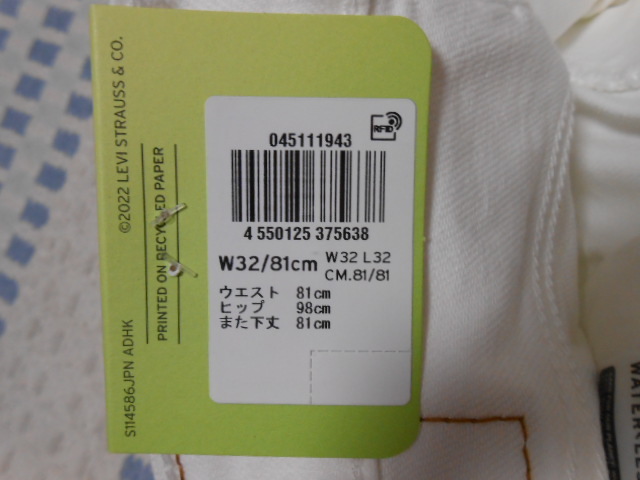 ©2022 LEVI STRAUSS & CO.
PRINTED ON RECYCLED PAPER
S114586JPN ADHK
RFID
045111943
4 550125 375638
W32/81cm
W32 L32
CM.81/81
ウエスト 81cm
ヒップ 98cm
また下丈 81cm